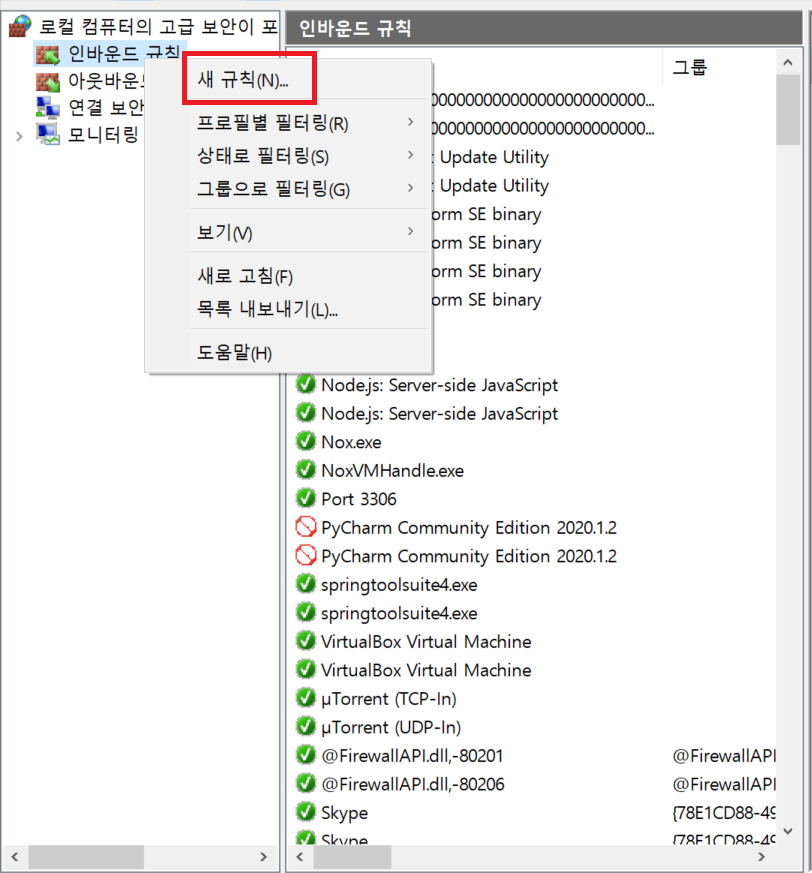 로컬 컴퓨터의 고급 보안이 포
인바운드 규칙
아웃바운
연결 보안
모니터링
새 규칙(N)...
프로필별 필터링(R)
상태로 필터링(S)
그룹으로 필터링(G)
보기(V)
새로 고침(F)
목록 내보내기(L)...
도움말(H)
인바운드 규칙
그룹
0000000000000000000000...
0000000000000000000000...
Update Utility
Update Utility
orm SE binary
orm SE binary
orm SE binary
orm SE binary
Node.js: Server-side JavaScript
Node.js: Server-side JavaScript
Nox.exe
NoxVMHandle.exe
Port 3306
PyCharm Community Edition 2020.1.2
PyCharm Community Edition 2020.1.2
springtoolsuite4.exe
springtoolsuite4.exe
VirtualBox Virtual Machine
VirtualBox Virtual Machine
µTorrent (TCP-In)
µTorrent (UDP-In)
@FirewallAPI.dll,-80201 @FirewallAPI
@FirewallAPI.dll,-80206 @FirewallAPI
Skype {78E1CD88-49
Skype {78E1CD88-49